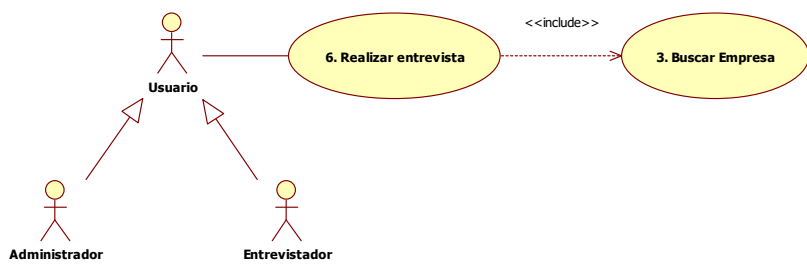 <<include>>
6. Realizar entrevista
3. Buscar Empresa
Usuario
Administrador
Entrevistador